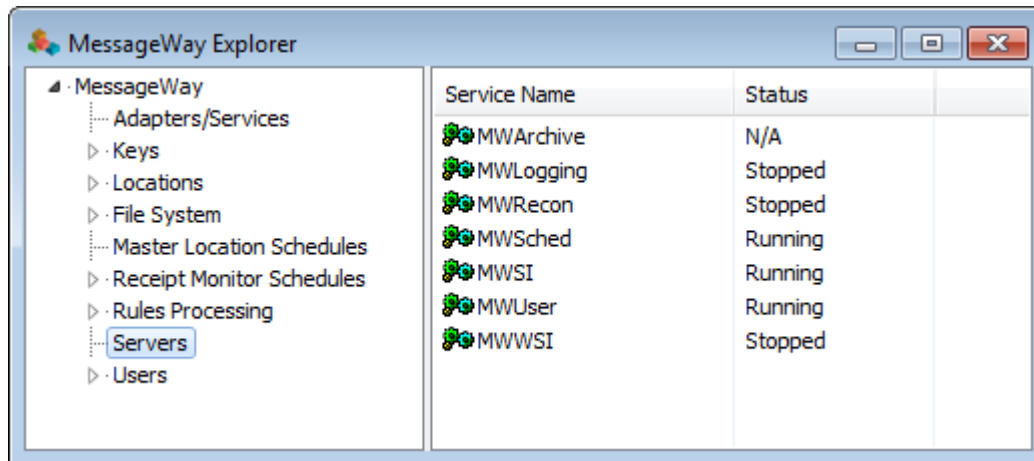 MessageWay Explorer
MessageWay
Adapters/Services
Keys
Locations
File System
Master Location Schedules
Receipt Monitor Schedules
Rules Processing
Servers
Users
Service Name Status
MWArchive N/A
MWLogging Stopped
MWRecon Stopped
MWSched Running
MWSI Running
MWUser Running
MWWSI Stopped